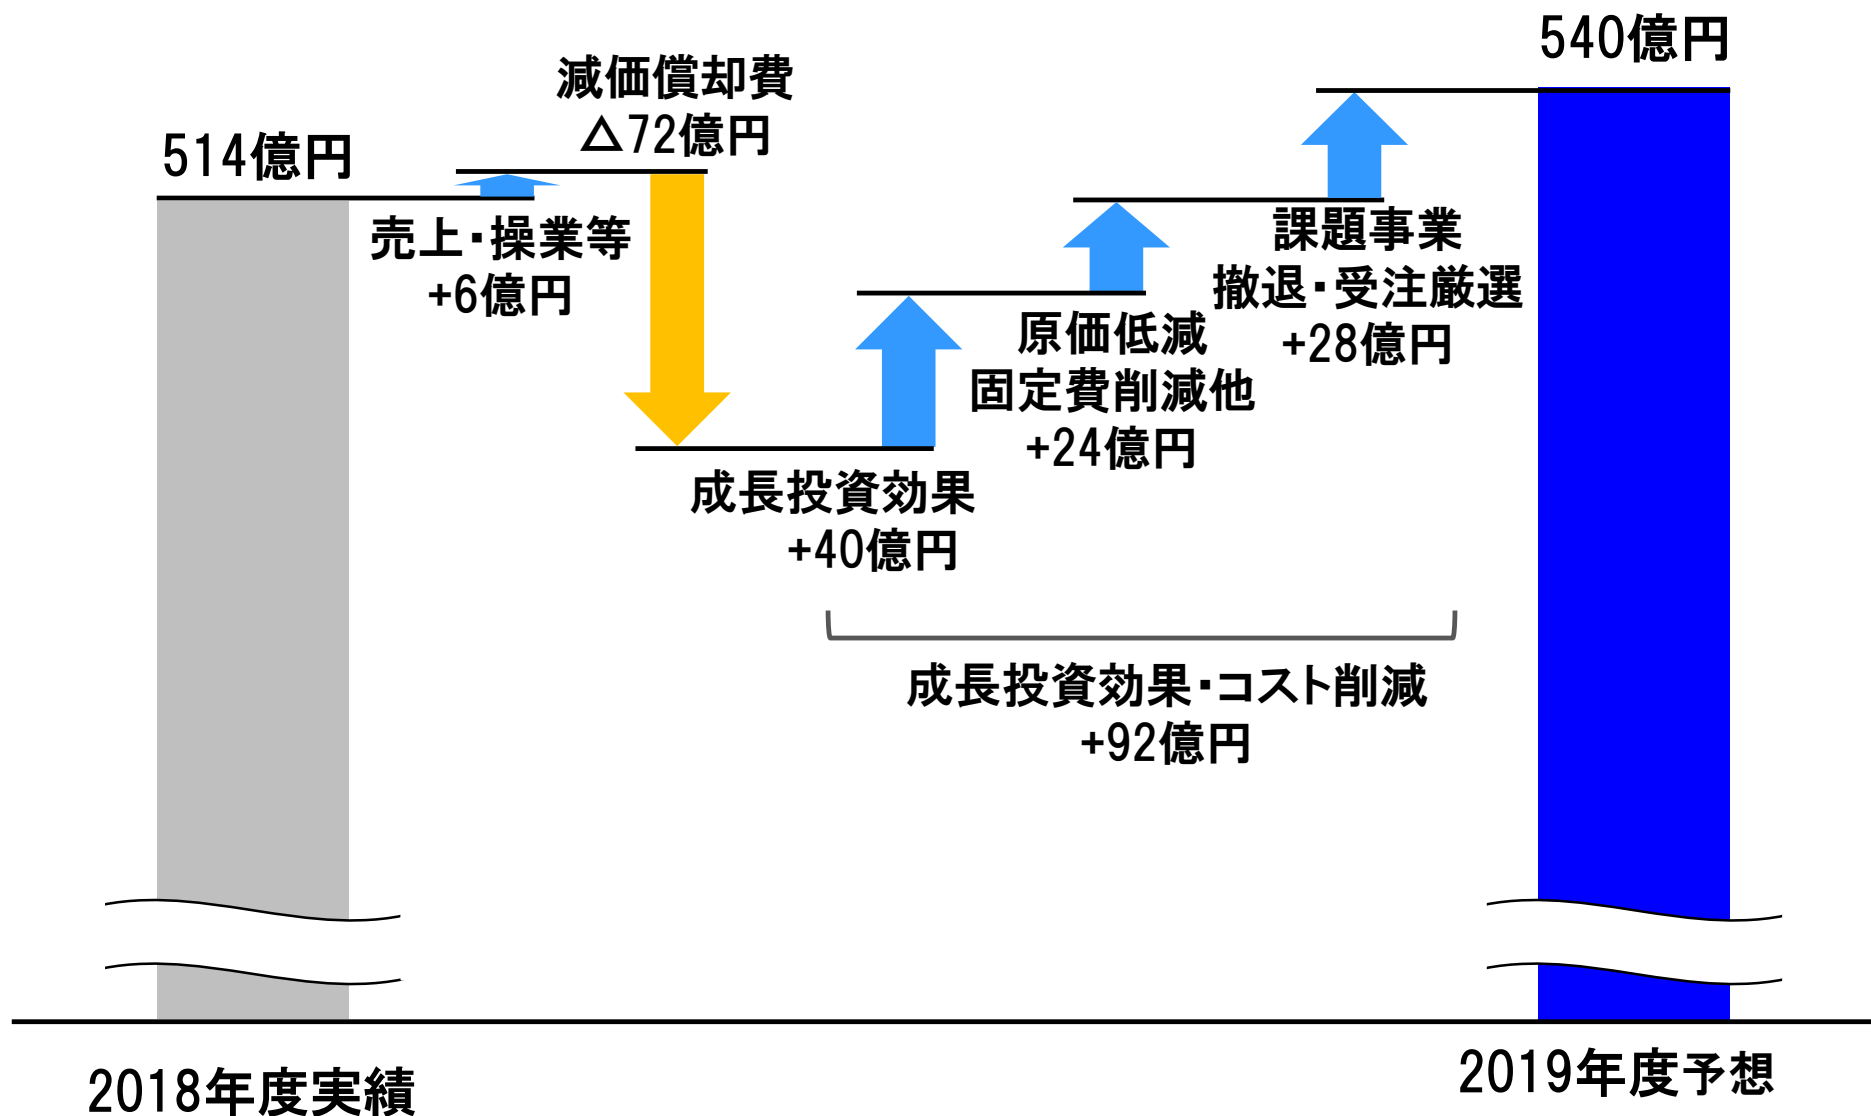 514億円
売上・操業等
+6億円
減価償却費
△72億円
成長投資効果
+40億円
原価低減
固定費削減他
+24億円
課題事業
撤退・受注厳選
+28億円
540億円
成長投資効果・コスト削減
+92億円
2018年度実績
2019年度予想